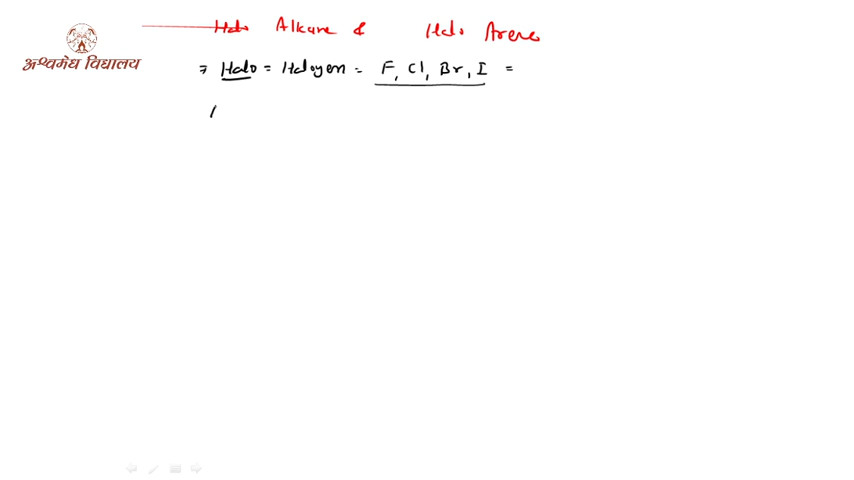 Halo Alkane & Halo Arene
अश्वमेध विद्यालय
⇒ Halo = Halogen = F, Cl, Br, I =